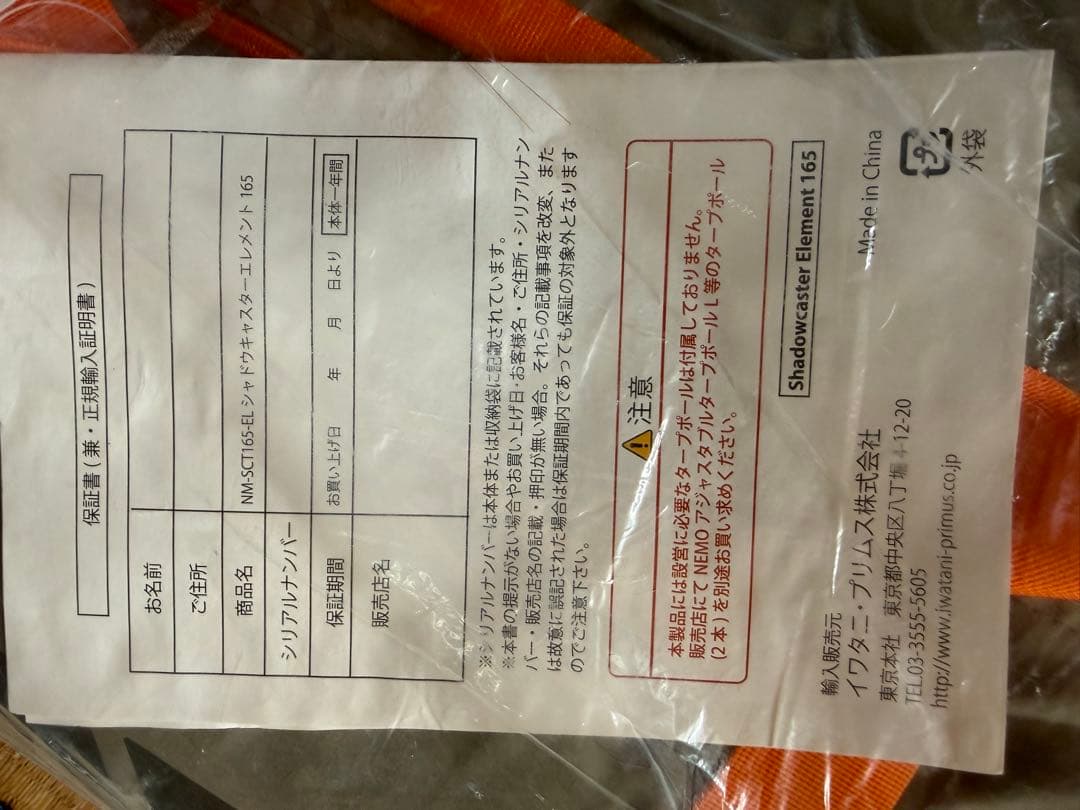 保証書(兼・正規輸入証明書)
お名前
ご住所
商品名 NM-SCT165-EL シャドウキャスターエレメント 165
シリアルナンバー
保証期間 お買い上げ日 年 月 日より 本体一年間
販売店名
※シリアルナンバーは本体または収納袋に記載されています。
※本書の提示がない場合やお買い上げ日・お客様名・ご住所・シリアルナン
バー・販売店名の記載・押印が無い場合。それらの記載事項を改変、また
は故意に誤記された場合は保証期間内であっても保証の対象外となります
のでご注意下さい。
注意
本製品には設営に必要なタープポールは付属しておりません。
販売店にて NEMO アジャスタブルタープポール L 等のタープポール
(2 本) を別途お買い求めください。
Shadowcaster Element 165
輸入販売元
イワタニ・プリムス株式会社
東京本社 東京都中央区八丁堀 4-12-20
TEL03-3555-5605
http://www.iwatani-primus.co.jp
Made in China
プラ
外袋